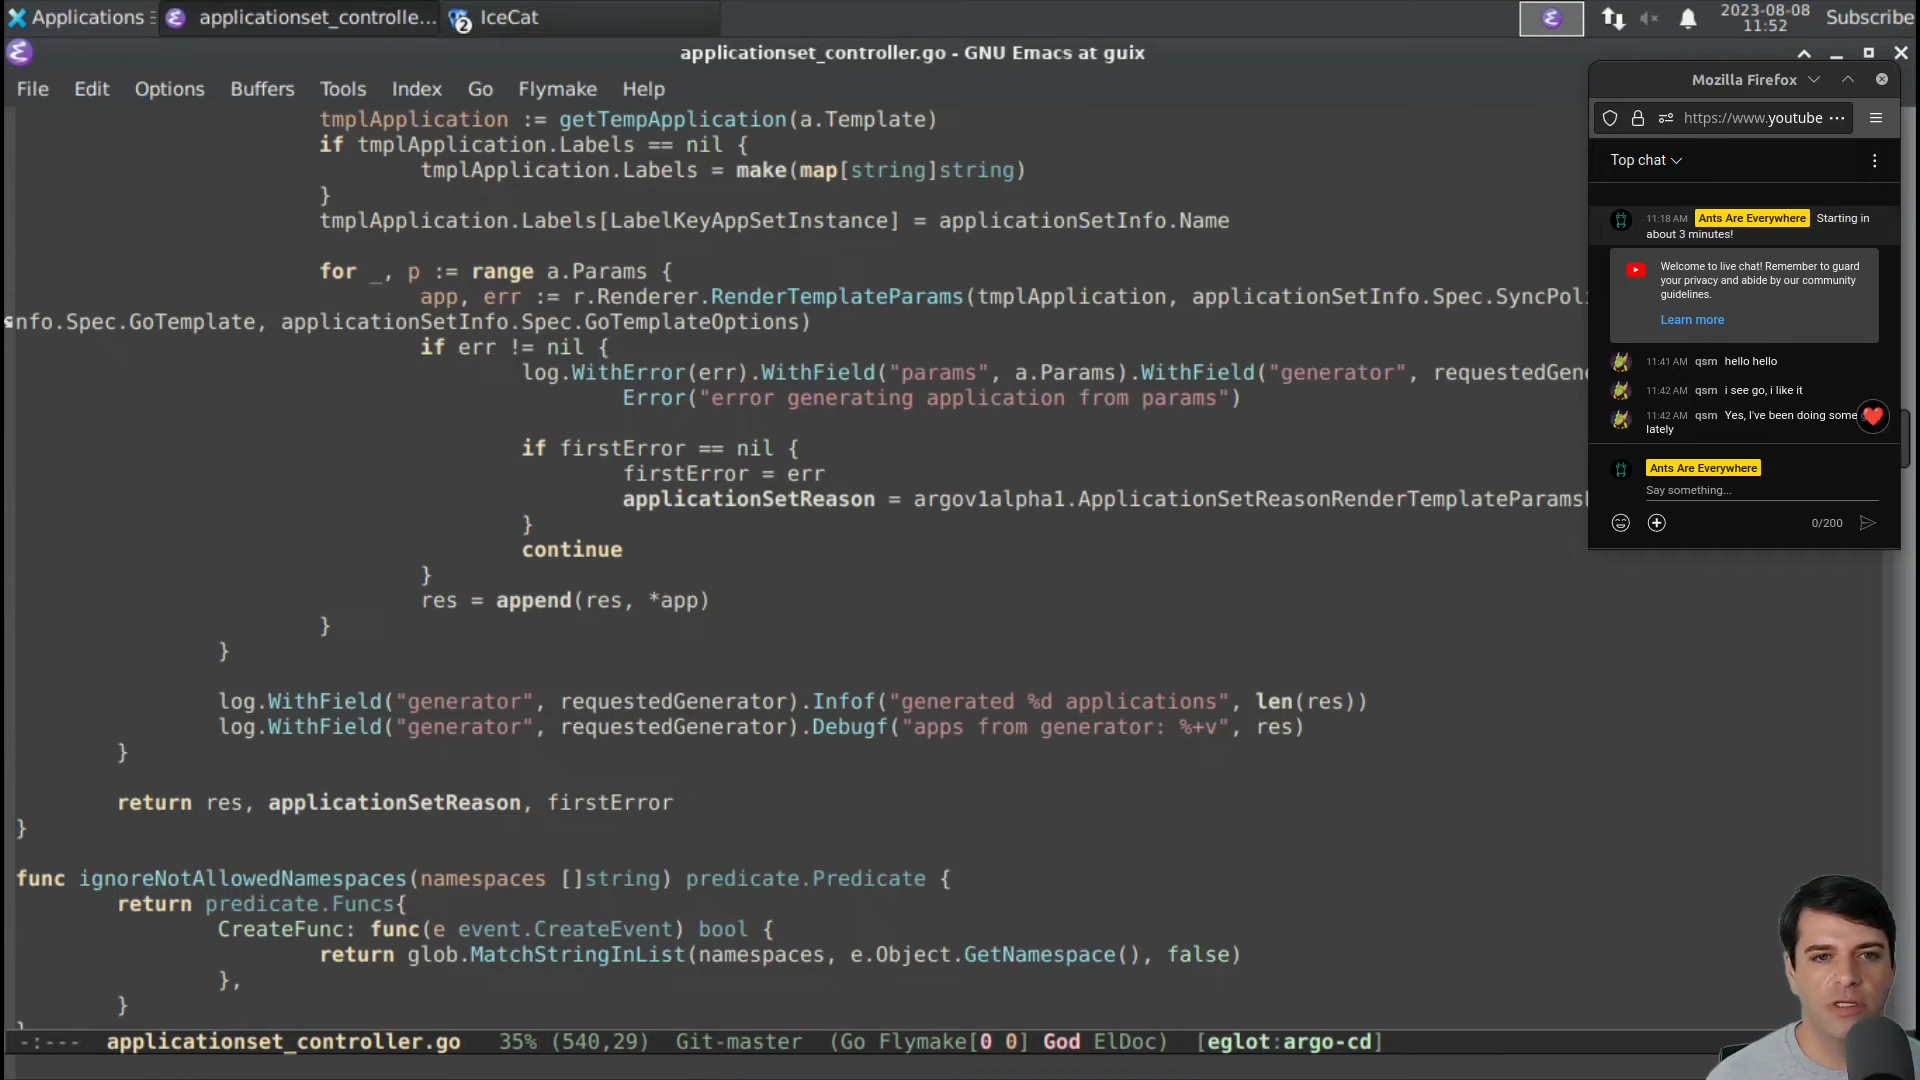 Applications
applicationset_controlle...
2
IceCat
2023-08-08
11:52
Subscribe
applicationset_controller.go - GNU Emacs at guix
File Edit Options Buffers Tools Index Go Flymake Help
tmplApplication := getTempApplication(a.Template)
if tmplApplication.Labels == nil {
tmplApplication.Labels = make(map[string]string)
}
tmplApplication.Labels[LabelKeyAppSetInstance] = applicationSetInfo.Name
for _, p := range a.Params {
app, err := r.Renderer.RenderTemplateParams(tmplApplication, applicationSetInfo.Spec.SyncPoli
nfo.Spec.GoTemplate, applicationSetInfo.Spec.GoTemplateOptions)
if err != nil {
log.WithError(err).WithField("params", a.Params).WithField("generator", requestedGene
Error("error generating application from params")
if firstError == nil {
firstError = err
applicationSetReason = argov1alpha1.ApplicationSetReasonRenderTemplateParams
}
continue
}
res = append(res, *app)
}
}
log.WithField("generator", requestedGenerator).Infof("generated %d applications", len(res))
log.WithField("generator", requestedGenerator).Debugf("apps from generator: %+v", res)
}
return res, applicationSetReason, firstError
}
func ignoreNotAllowedNamespaces(namespaces []string) predicate.Predicate {
return predicate.Funcs{
CreateFunc: func(e event.CreateEvent) bool {
return glob.MatchStringInList(namespaces, e.Object.GetNamespace(), false)
},
}
-:--- applicationset_controller.go 35% (540,29) Git-master (Go Flymake[0 0] God ElDoc) [eglot:argo-cd]
Mozilla Firefox
https://www.youtube ...
Top chat
11:18 AM Ants Are Everywhere Starting in
about 3 minutes!
Welcome to live chat! Remember to guard
your privacy and abide by our community
guidelines.
Learn more
11:41 AM qsm hello hello
11:42 AM qsm i see go, i like it
11:42 AM qsm Yes, I've been doing some
lately
Ants Are Everywhere
Say something...
0/200